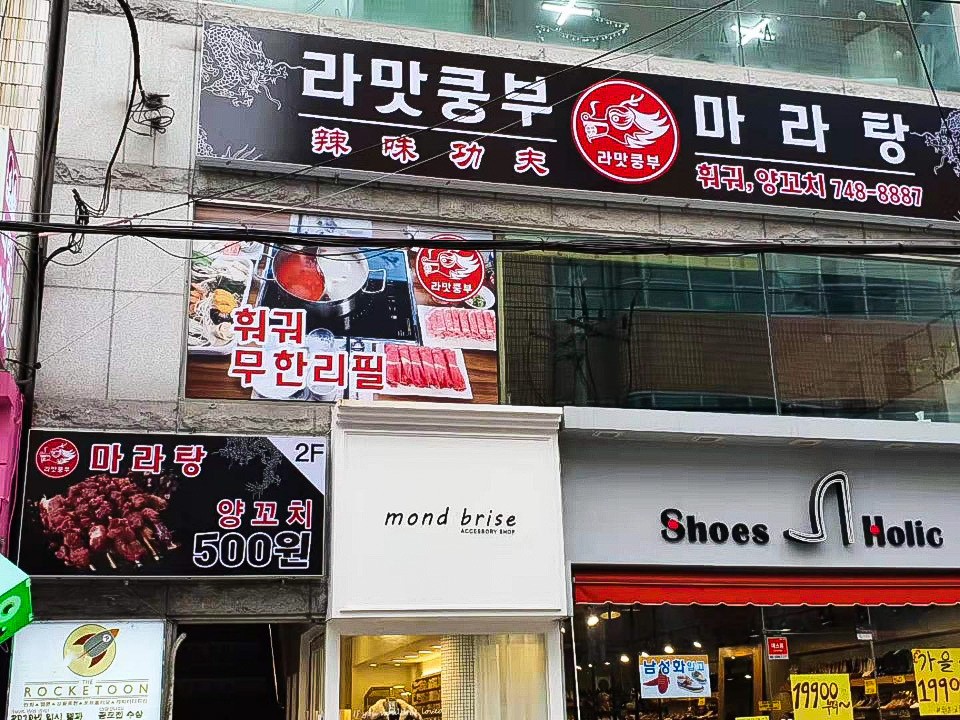 라맛쿵부
辣味功夫
라맛쿵부
마라탕
훠궈, 양꼬치 748-8887
라맛쿵부
훠궈
무한리필
라맛쿵부
마라탕
2F
양꼬치
500원
mond brise
ACCESSORY SHOP
Shoes Holic
THE
ROCKETOON
남성화 입고
19900
가을
1990